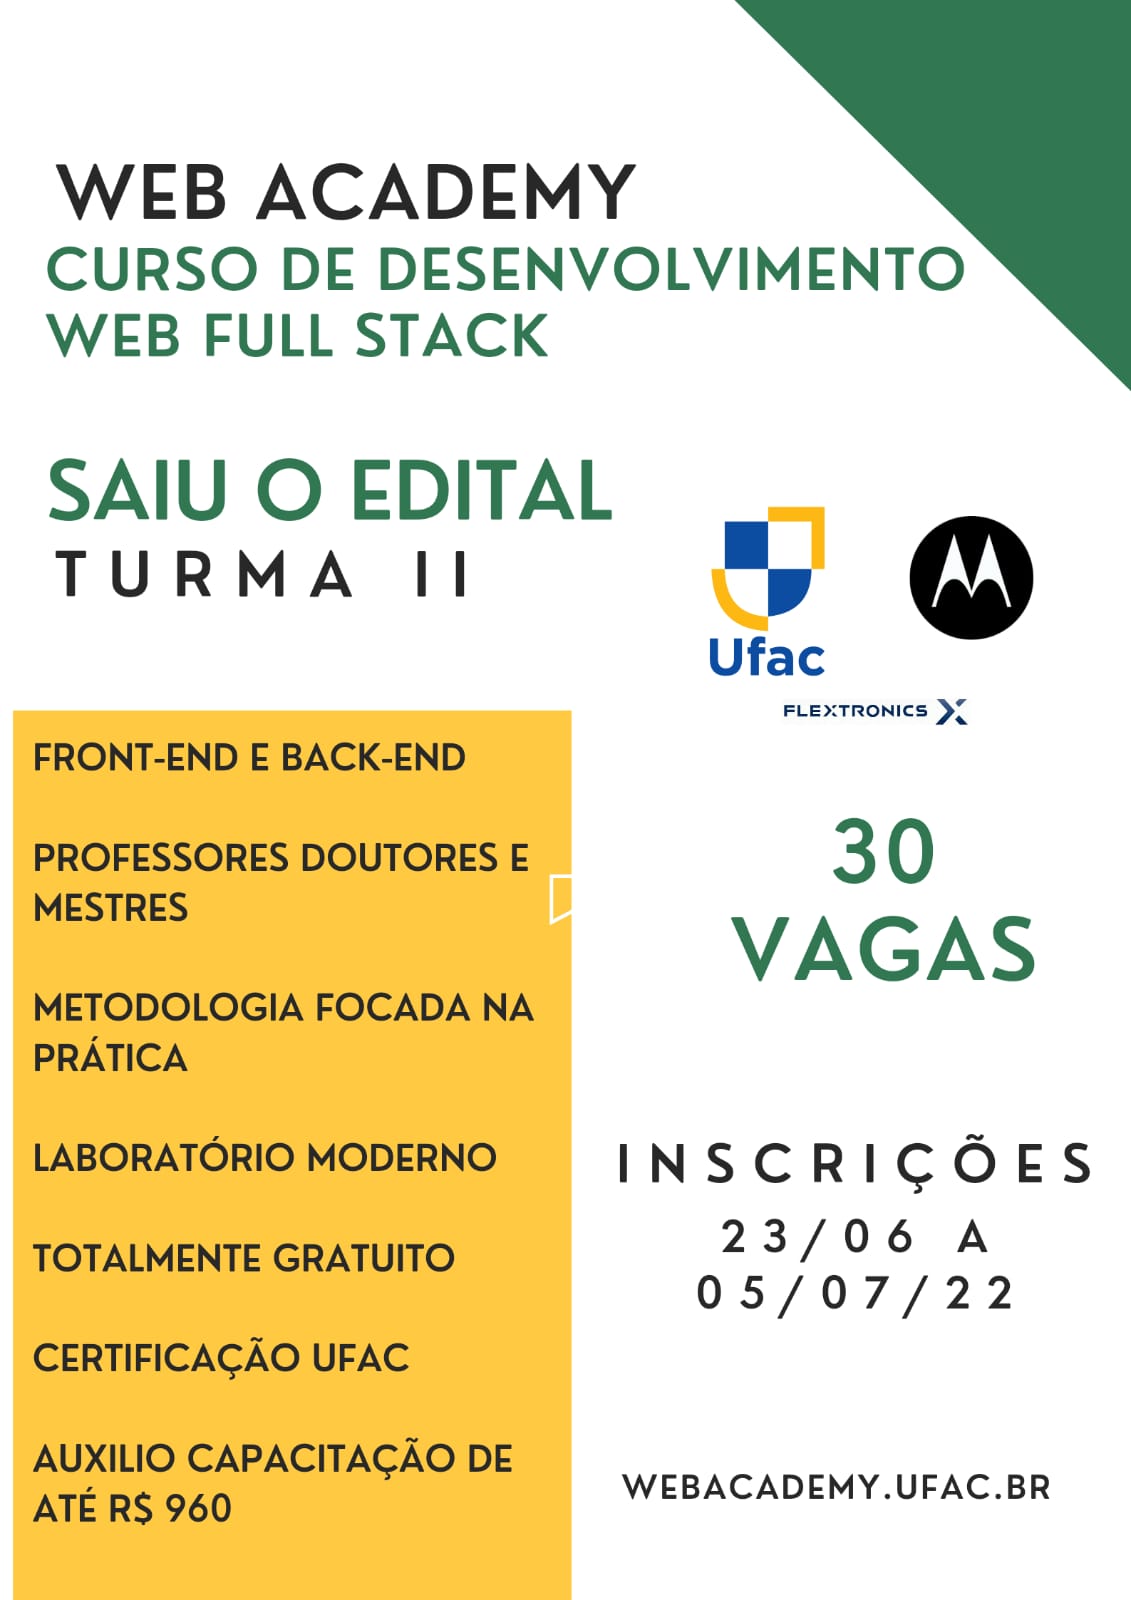 WEB ACADEMY
CURSO DE DESENVOLVIMENTO
WEB FULL STACK
SAIU O EDITAL
TURMA II
Ufac
FLEXTRONICS
FRONT-END E BACK-END
PROFESSORES DOUTORES E
MESTRES
METODOLOGIA FOCADA NA
PRÁTICA
LABORATÓRIO MODERNO
TOTALMENTE GRATUITO
CERTIFICAÇÃO UFAC
AUXILIO CAPACITAÇÃO DE
ATÉ R$ 960
30
VAGAS
INSCRIÇÕES
23/06 A
05/07/22
WEBACADEMY.UFAC.BR